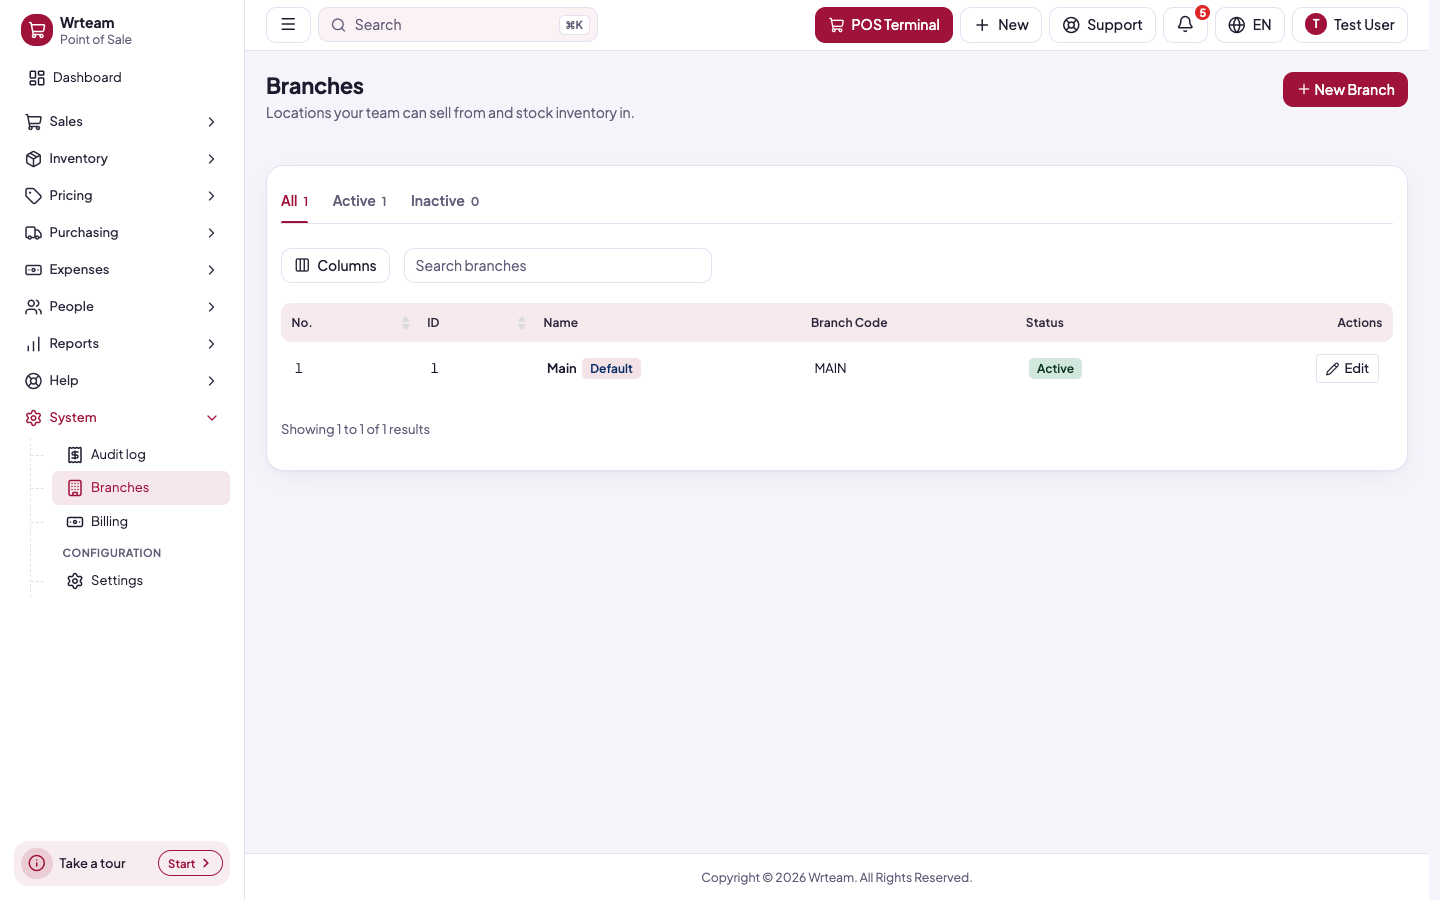 Wrteam
Point of Sale
Dashboard
Sales
Inventory
Pricing
Purchasing
Expenses
People
Reports
Help
System
Audit log
Branches
Billing
CONFIGURATION
Settings
Take a tour
Start
Search ⌘K
POS Terminal
New
Support
5
EN
T Test User
Branches
Locations your team can sell from and stock inventory in.
New Branch
All 1 Active 1 Inactive 0
Columns
Search branches
No. ID Name Branch Code Status Actions
1 1 Main Default MAIN Active Edit
Showing 1 to 1 of 1 results
Copyright © 2026 Wrteam. All Rights Reserved.